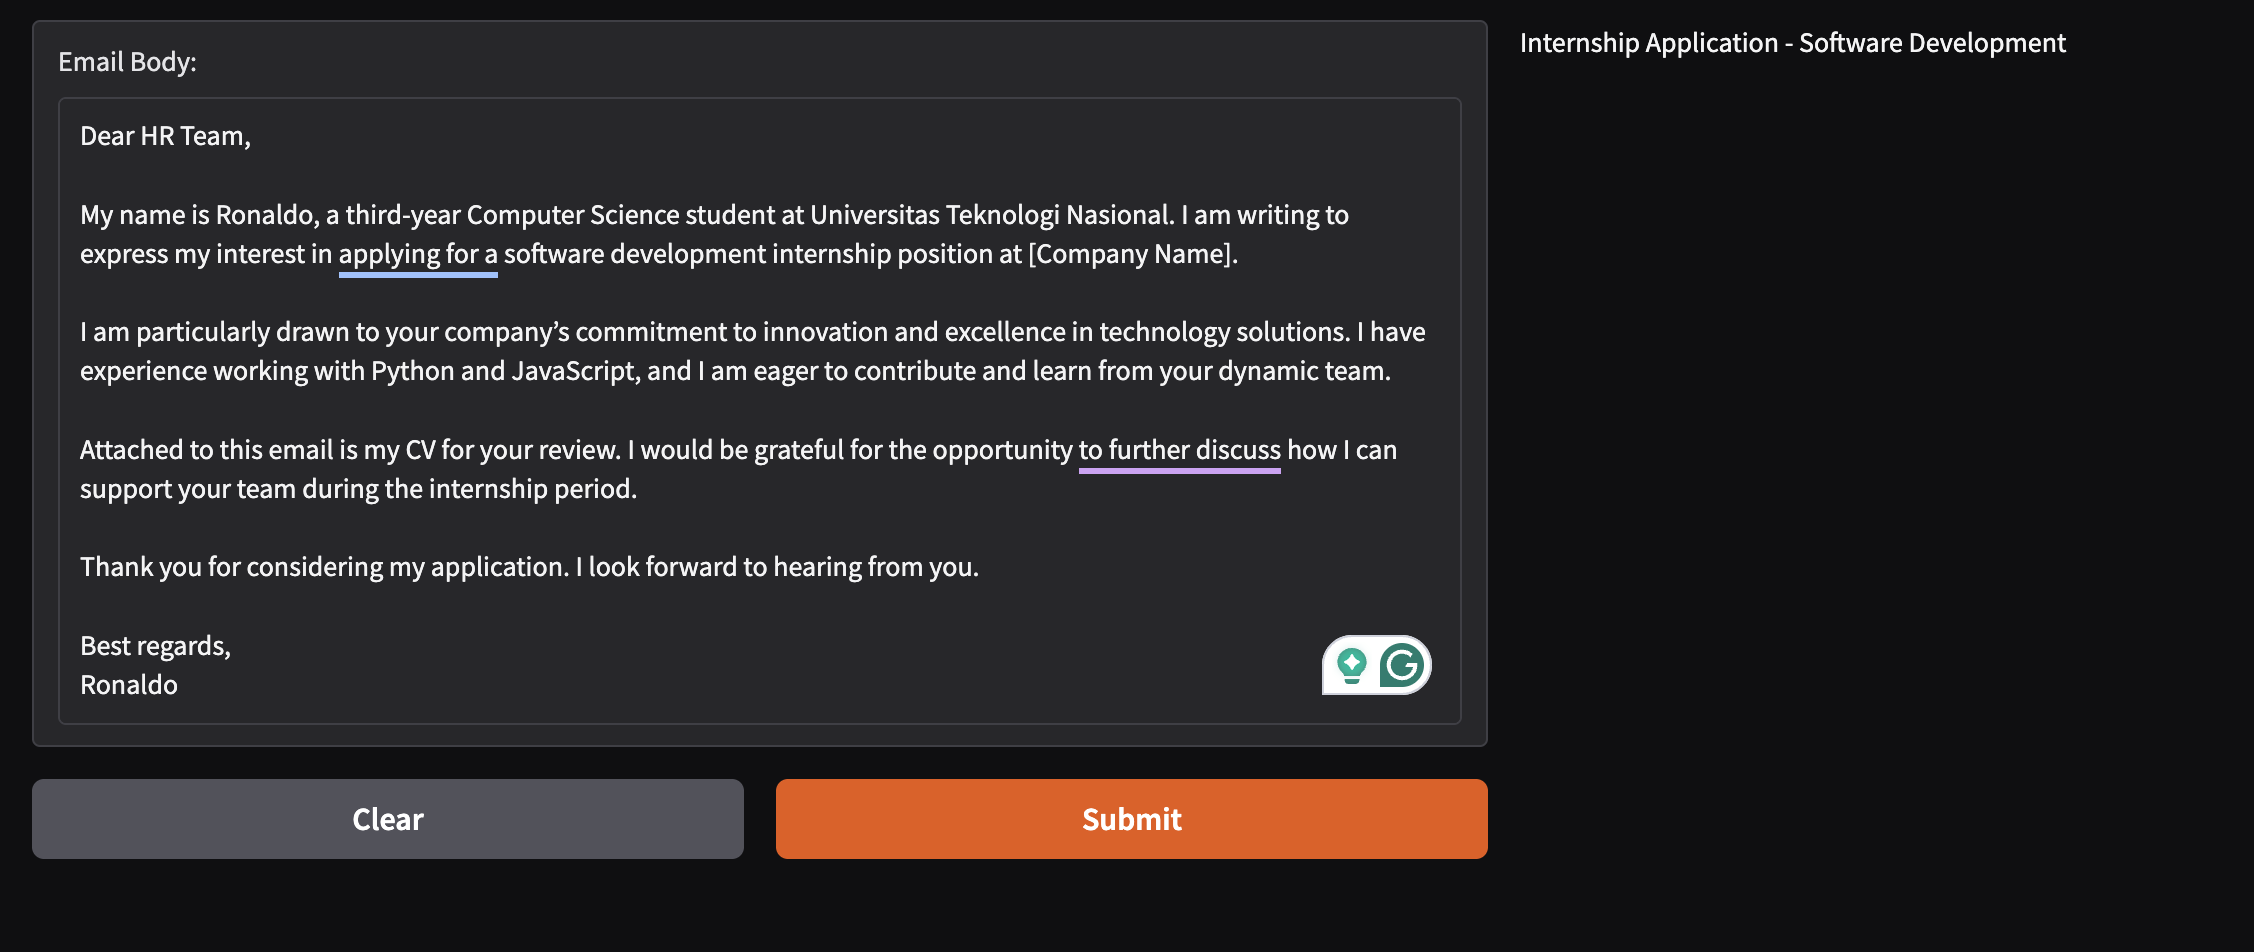 Email Body:
Dear HR Team,
My name is Ronaldo, a third-year Computer Science student at Universitas Teknologi Nasional. I am writing to
express my interest in applying for a software development internship position at [Company Name].
I am particularly drawn to your company’s commitment to innovation and excellence in technology solutions. I have
experience working with Python and JavaScript, and I am eager to contribute and learn from your dynamic team.
Attached to this email is my CV for your review. I would be grateful for the opportunity to further discuss how I can
support your team during the internship period.
Thank you for considering my application. I look forward to hearing from you.
Best regards,
Ronaldo
Clear
Submit
Internship Application - Software Development